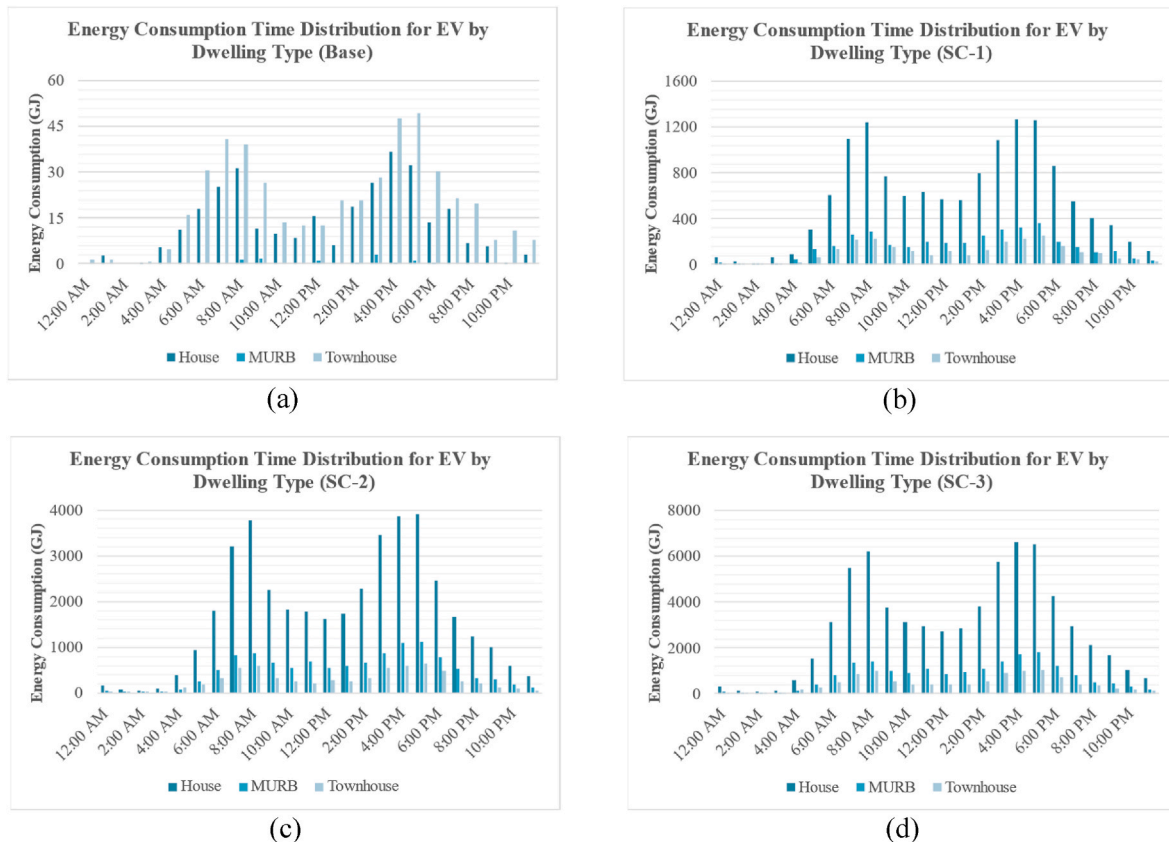 Energy Consumption Time Distribution for EV by
Dwelling Type (Base)
Energy Consumption (GJ)
60
45
30
15
0
12:00 AM
2:00 AM
4:00 AM
6:00 AM
8:00 AM
10:00 AM
12:00 PM
2:00 PM
4:00 PM
6:00 PM
8:00 PM
10:00 PM
House MURB Townhouse
(a)
Energy Consumption Time Distribution for EV by
Dwelling Type (SC-1)
Energy Consumption (GJ)
1600
1200
800
400
0
12:00 AM
2:00 AM
4:00 AM
6:00 AM
8:00 AM
10:00 AM
12:00 PM
2:00 PM
4:00 PM
6:00 PM
8:00 PM
10:00 PM
House MURB Townhouse
(b)
Energy Consumption Time Distribution for EV by
Dwelling Type (SC-2)
Energy Consumption (GJ)
4000
3000
2000
1000
0
12:00 AM
2:00 AM
4:00 AM
6:00 AM
8:00 AM
10:00 AM
12:00 PM
2:00 PM
4:00 PM
6:00 PM
8:00 PM
10:00 PM
House MURB Townhouse
(c)
Energy Consumption Time Distribution for EV by
Dwelling Type (SC-3)
Energy Consumption (GJ)
8000
6000
4000
2000
0
12:00 AM
2:00 AM
4:00 AM
6:00 AM
8:00 AM
10:00 AM
12:00 PM
2:00 PM
4:00 PM
6:00 PM
8:00 PM
10:00 PM
House MURB Townhouse
(d)